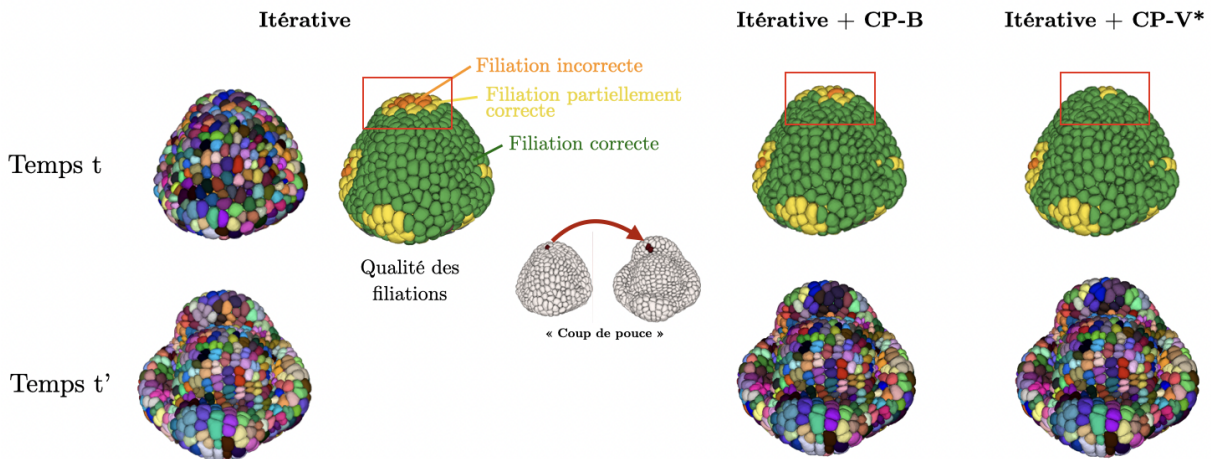 Itérative
Itérative + CP-B
Itérative + CP-V*
Filiation incorrecte
Filiation partiellement
correcte
Filiation correcte
Temps t
Qualité des
filiations
« Coup de pouce »
Temps t’